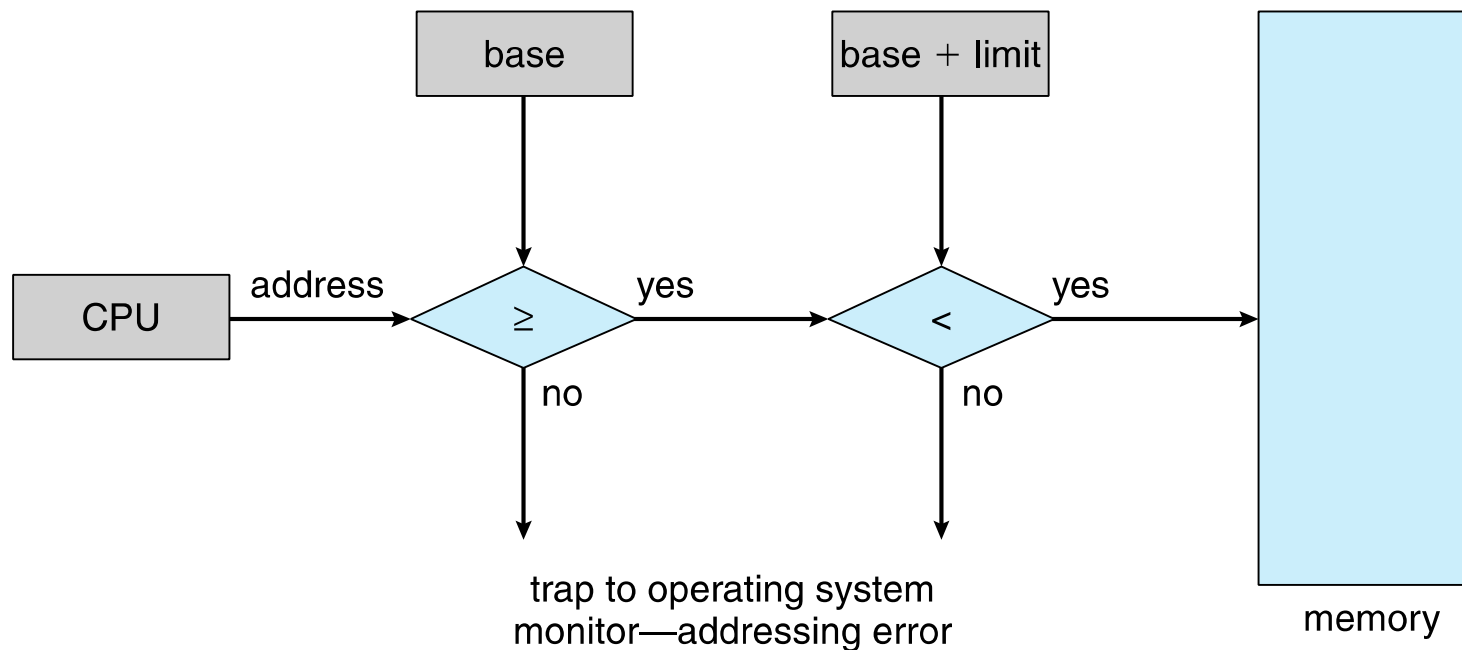 base
base + limit
CPU
address
≥
yes
<
yes
no
no
trap to operating system
monitor—addressing error
memory